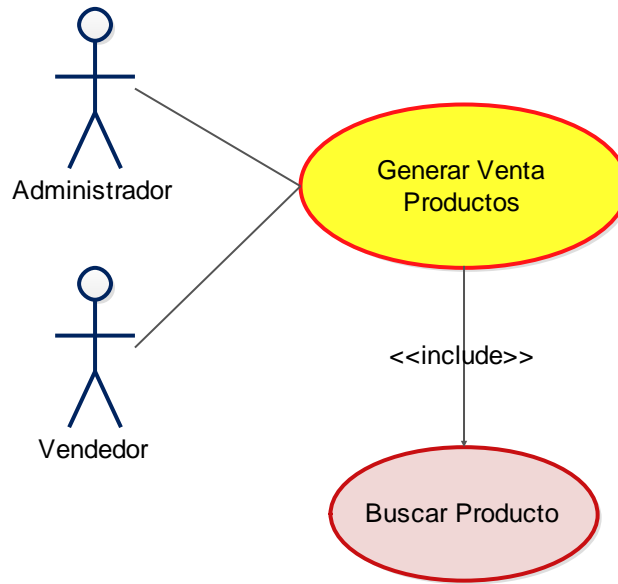 Generar Venta
Productos
Administrador
<<include>>
Vendedor
Buscar Producto